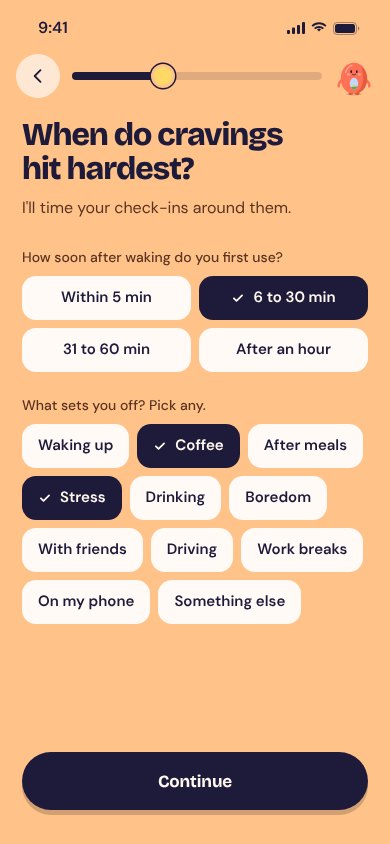 9:41
When do cravings
hit hardest?
I'll time your check-ins around them.
How soon after waking do you first use?
Within 5 min
6 to 30 min
31 to 60 min
After an hour
What sets you off? Pick any.
Waking up
Coffee
After meals
Stress
Drinking
Boredom
With friends
Driving
Work breaks
On my phone
Something else
Continue